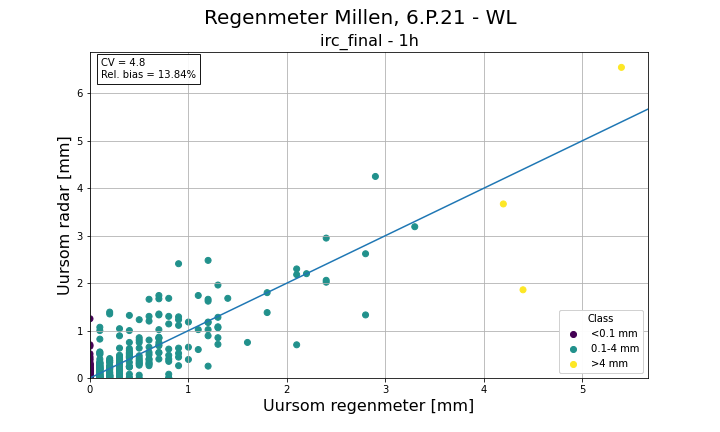 Regenmeter Millen, 6.P.21 - WL
irc_final - 1h
CV = 4.8
Rel. bias = 13.84%
Uursom radar [mm]
6
5
4
3
2
1
0
0 1 2 3 4 5
Uursom regenmeter [mm]
Class
<0.1 mm
0.1-4 mm
>4 mm